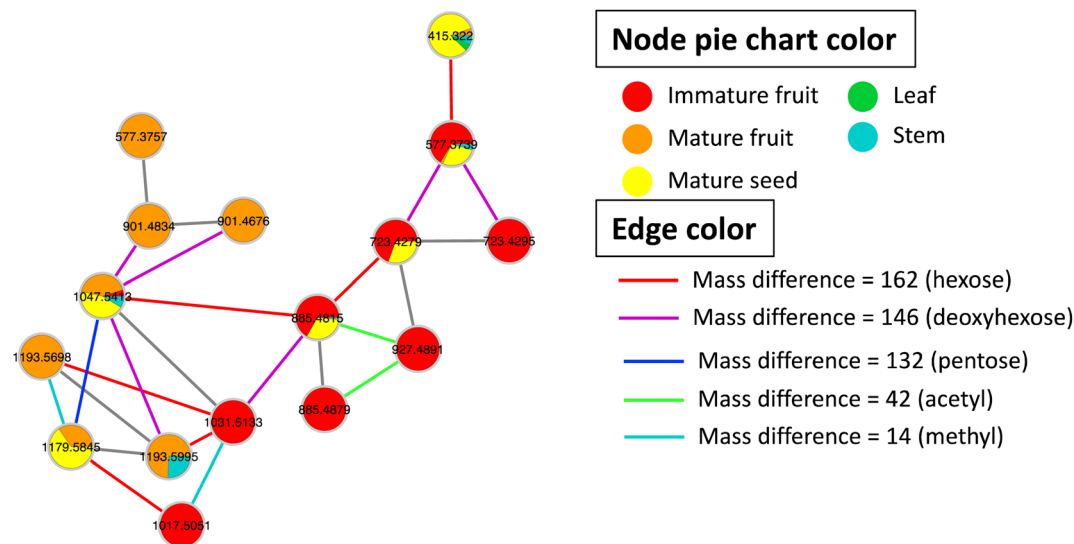 415.322
577.3757
577.3739
901.4834
901.4676
723.4279
723.4295
1047.5413
885.4815
927.4891
1193.5698
885.4879
1031.5133
1179.5845
1193.5995
1017.5051
Node pie chart color
Immature fruit
Leaf
Mature fruit
Stem
Mature seed
Edge color
Mass difference = 162 (hexose)
Mass difference = 146 (deoxyhexose)
Mass difference = 132 (pentose)
Mass difference = 42 (acetyl)
Mass difference = 14 (methyl)